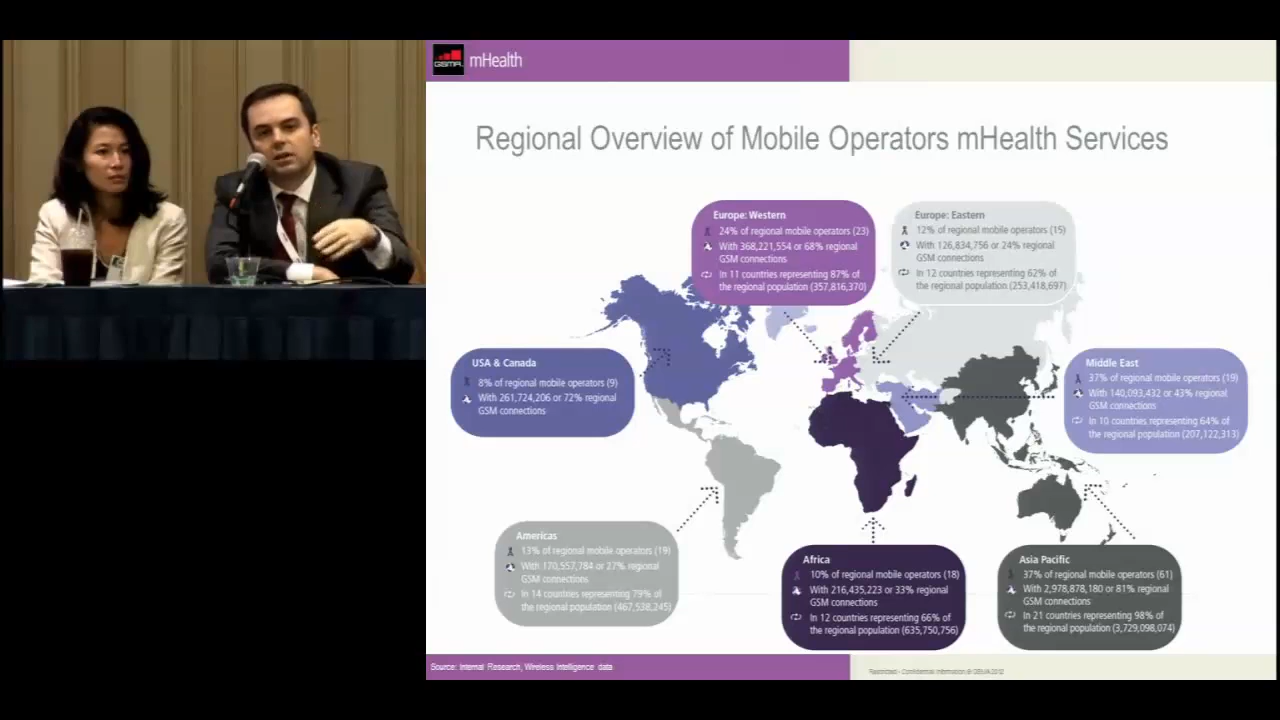 GSMA mHealth
Regional Overview of Mobile Operators mHealth Services
Europe: Western
24% of regional mobile operators (23)
With 368,221,554 or 68% regional
GSM connections
In 11 countries representing 87% of
the regional population (357,816,370)
Europe: Eastern
12% of regional mobile operators (15)
With 126,834,756 or 24% regional
GSM connections
In 12 countries representing 62% of
the regional population (253,418,697)
USA & Canada
8% of regional mobile operators (9)
With 261,724,206 or 72% regional
GSM connections
Middle East
37% of regional mobile operators (19)
With 140,093,432 or 43% regional
GSM connections
In 10 countries representing 64% of
the regional population (207,122,313)
Americas
13% of regional mobile operators (19)
With 170,557,784 or 27% regional
GSM connections
In 14 countries representing 79% of
the regional population (467,538,245)
Africa
10% of regional mobile operators (18)
With 216,435,223 or 33% regional
GSM connections
In 12 countries representing 66% of
the regional population (635,750,756)
Asia Pacific
37% of regional mobile operators (61)
With 2,978,878,180 or 81% regional
GSM connections
In 21 countries representing 98% of
the regional population (3,729,098,074)
Source: Internal Research, Wireless Intelligence data
Restricted - Confidential Information © GSMA 2012